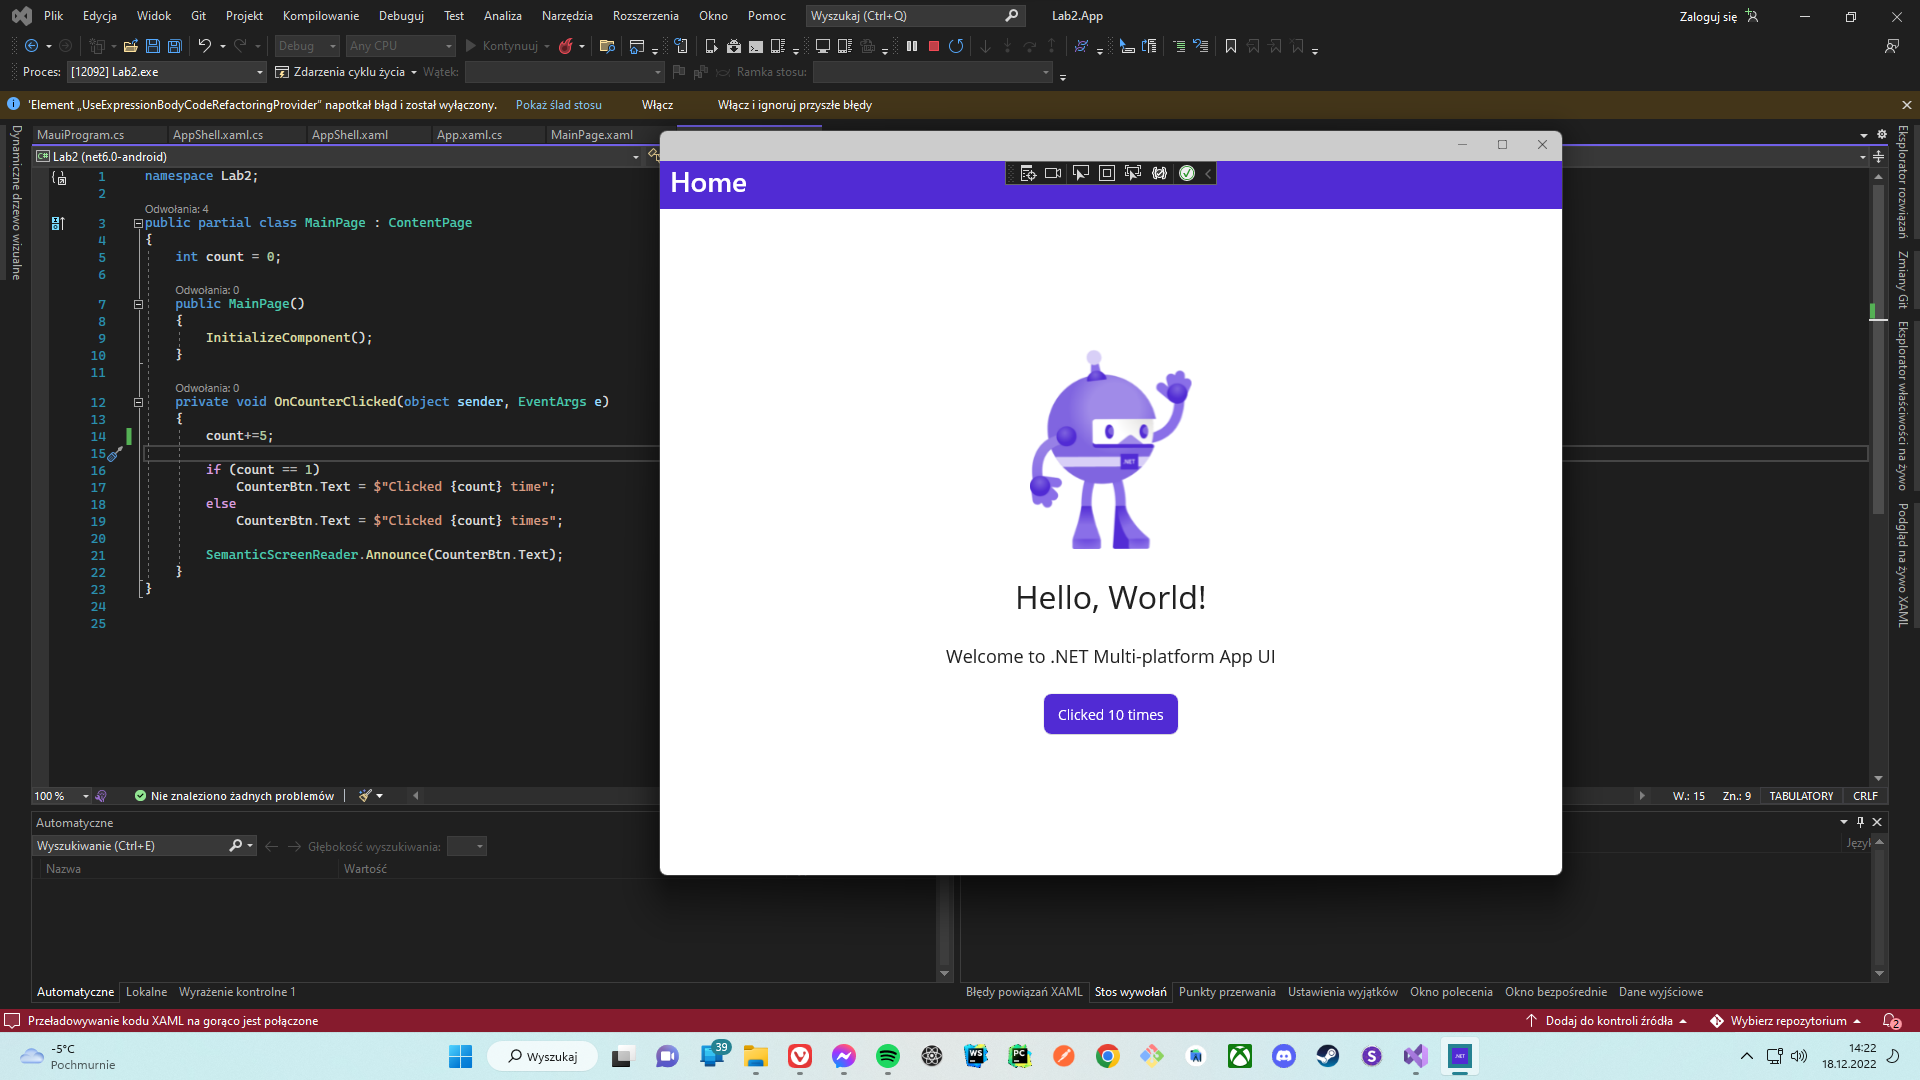 Plik Edycja Widok Git Projekt Kompilowanie Debuguj Test Analiza Narzędzia Rozszerzenia Okno Pomoc Wyszukaj (Ctrl+Q) Lab2.App Zaloguj się
Debug Any CPU Kontynuuj
Proces: [12092] Lab2.exe Zdarzenia cyklu życia Wątek: Ramka stosu:
'Element „UseExpressionBodyCodeRefactoringProvider" napotkał błąd i został wyłączony. Pokaż ślad stosu Włącz Włącz i ignoruj przyszłe błędy
MauiProgram.cs AppShell.xaml.cs AppShell.xaml App.xaml.cs MainPage.xaml
Lab2 (net6.0-android)
Dynamiczne drzewo wizualne
1 namespace Lab2;
2
Odwołania: 4
3 public partial class MainPage : ContentPage
4 {
5 int count = 0;
6
Odwołania: 0
7 public MainPage()
8 {
9 InitializeComponent();
10 }
11
Odwołania: 0
12 private void OnCounterClicked(object sender, EventArgs e)
13 {
14 count+=5;
15
16 if (count == 1)
17 CounterBtn.Text = $"Clicked {count} time";
18 else
19 CounterBtn.Text = $"Clicked {count} times";
20
21 SemanticScreenReader.Announce(CounterBtn.Text);
22 }
23 }
24
25
Home
.NET
Hello, World!
Welcome to .NET Multi-platform App UI
Clicked 10 times
Eksplorator rozwiązań
Zmiany Git
Eksplorator właściwości na żywo
Podgląd na żywo XAML
100 % Nie znaleziono żadnych problemów W.: 15 Zn.: 9 TABULATORY CRLF
Automatyczne
Wyszukiwanie (Ctrl+E) Głębokość wyszukiwania:
Nazwa Wartość Język
Automatyczne Lokalne Wyrażenie kontrolne 1
Błędy powiązań XAML Stos wywołań Punkty przerwania Ustawienia wyjątków Okno polecenia Okno bezpośrednie Dane wyjściowe
Przeładowywanie kodu XAML na gorąco jest połączone Dodaj do kontroli źródła Wybierz repozytorium 2
-5°C
Pochmurnie
Wyszukaj
39
WS
PC
S
.NET
14:22
18.12.2022